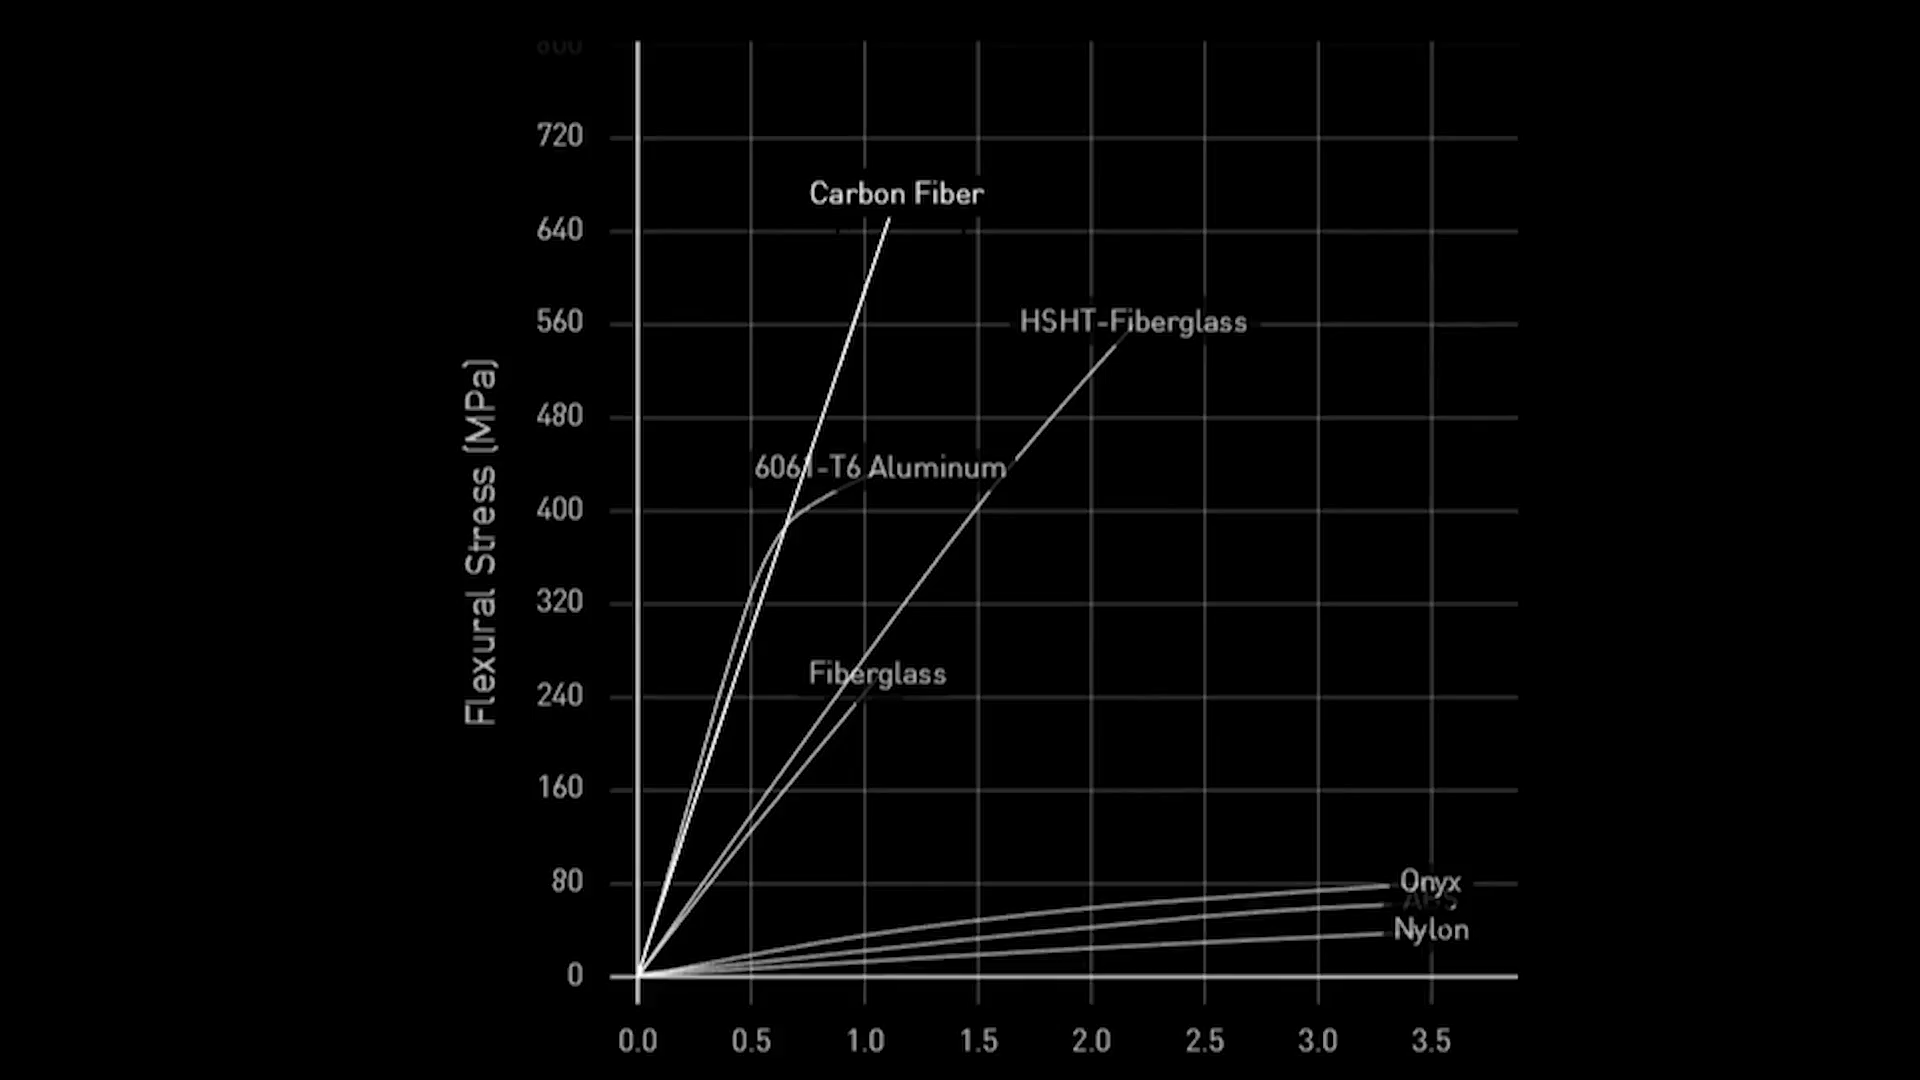 800
720
Carbon Fiber
640
HSHT-Fiberglass
560
480
6061-T6 Aluminum
400
Flexural Stress (MPa)
320
Fiberglass
240
160
80
Onyx
ABS
Nylon
0
0.0 0.5 1.0 1.5 2.0 2.5 3.0 3.5